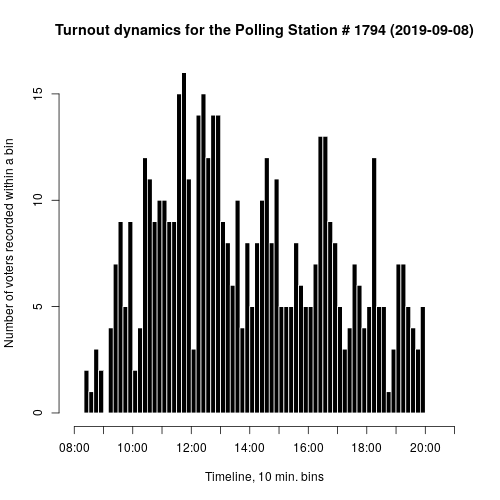 Turnout dynamics for the Polling Station # 1794 (2019-09-08)
Number of voters recorded within a bin
15
10
5
0
08:00 10:00 12:00 14:00 16:00 18:00 20:00
Timeline, 10 min. bins